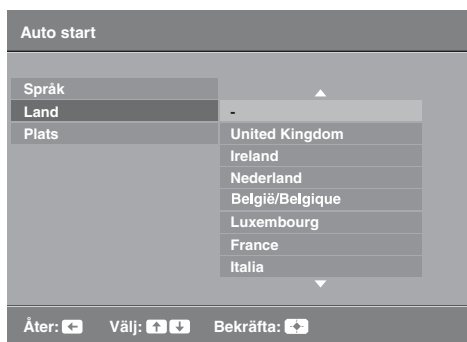 Auto start
Språk
Land
-
Plats
United Kingdom
Ireland
Nederland
België/Belgique
Luxembourg
France
Italia
Åter: Välj: Bekräfta: